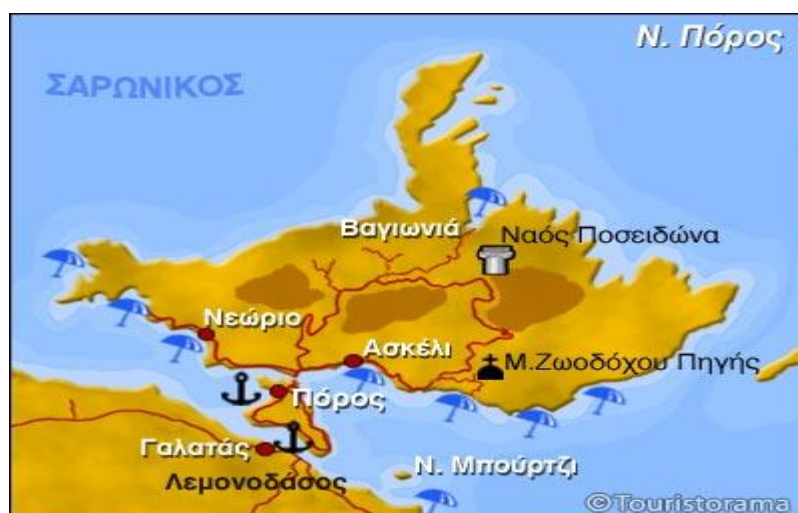 Ν. Πόρος
ΣΑΡΩΝΙΚΟΣ
Βαγιωνιά
Ναός Ποσειδώνα
Νεώριο
Ασκέλι
Μ.Ζωοδόχου Πηγής
Πόρος
Γαλατάς
Ν. Μπούρτζι
Λεμονοδάσος
©Touristorama